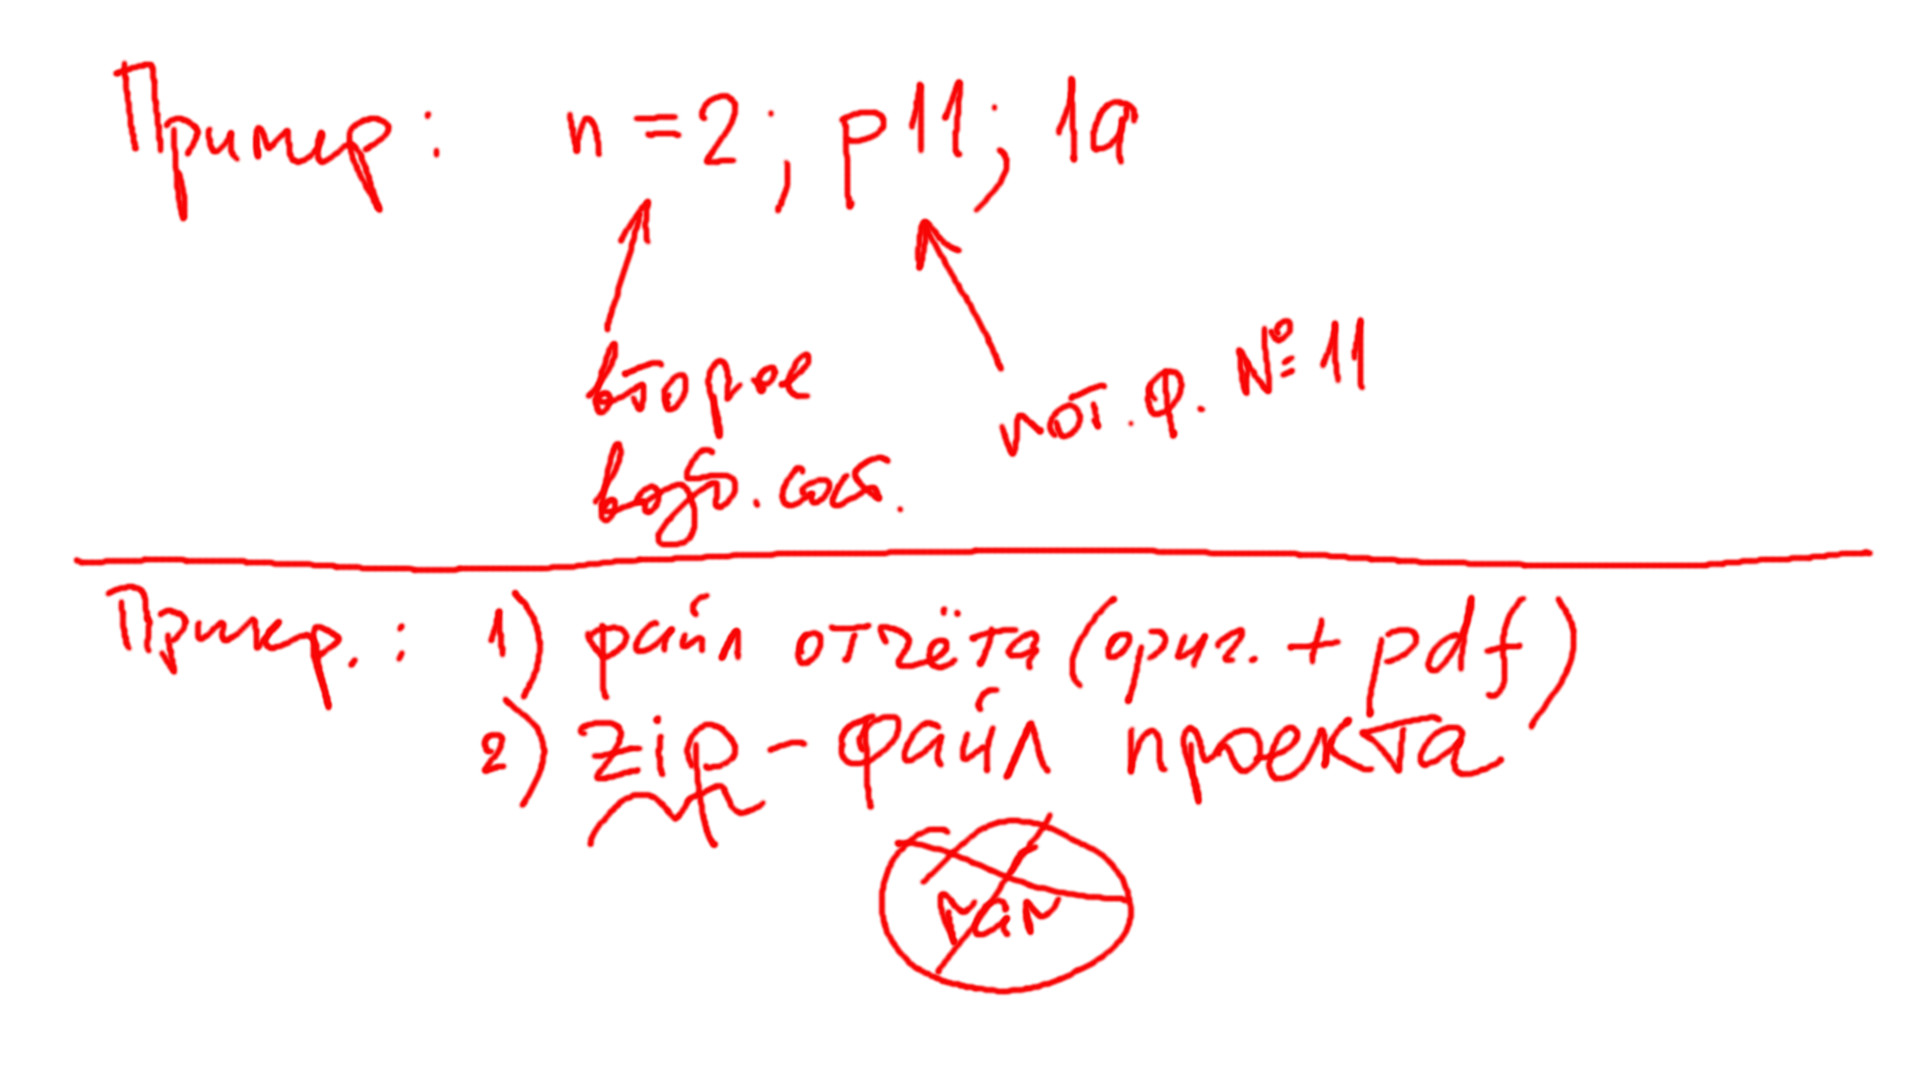 Пример: n = 2; p11; 1a
второе
возб. сост.
пот. ф. № 11
Пример.: 1) файл отчёта (ориг. + pdf)
2) zip - файл проекта
rar